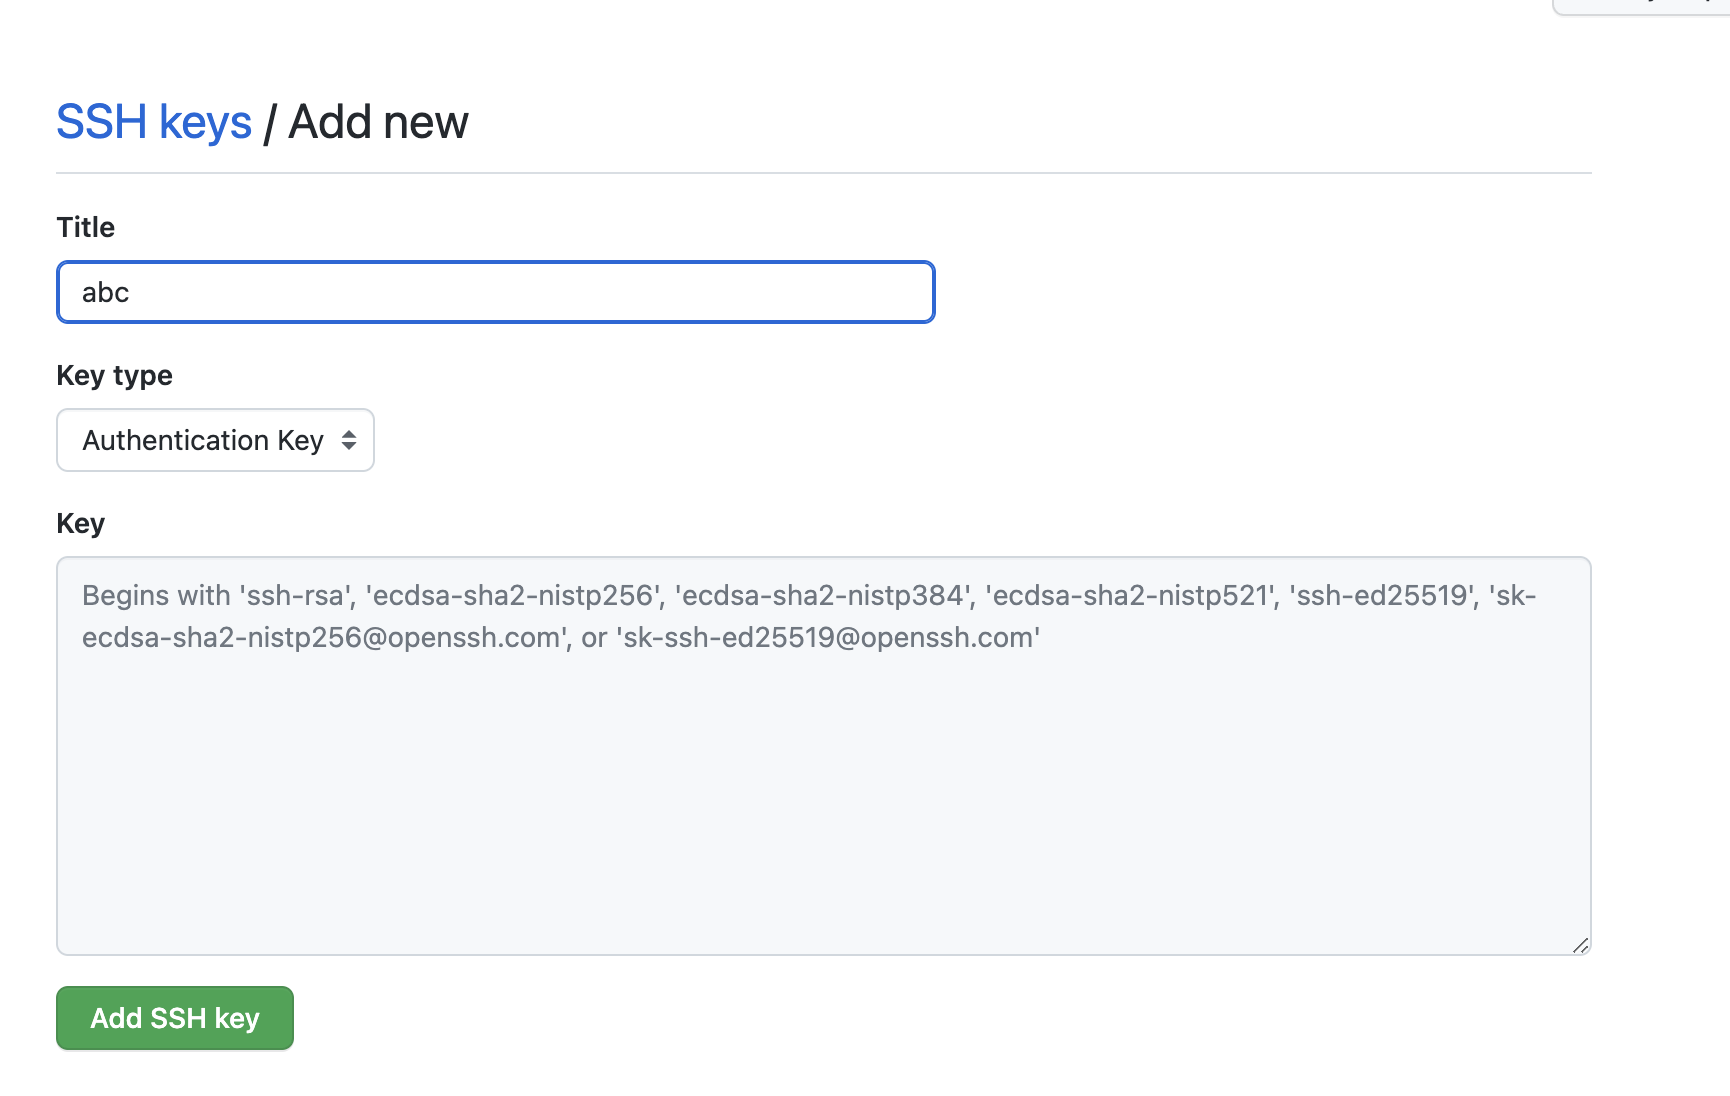 SSH keys / Add new
Title
abc
Key type
Authentication Key
Key
Begins with 'ssh-rsa', 'ecdsa-sha2-nistp256', 'ecdsa-sha2-nistp384', 'ecdsa-sha2-nistp521', 'ssh-ed25519', 'sk-
ecdsa-sha2-nistp256@openssh.com', or 'sk-ssh-ed25519@openssh.com'
Add SSH key